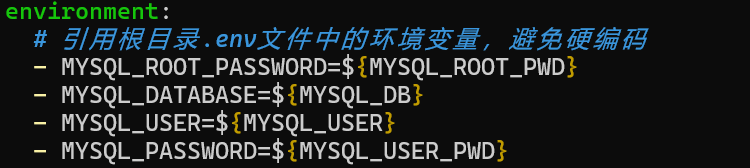 environment:
# 引用根目录.env文件中的环境变量，避免硬编码
- MYSQL_ROOT_PASSWORD=${MYSQL_ROOT_PWD}
- MYSQL_DATABASE=${MYSQL_DB}
- MYSQL_USER=${MYSQL_USER}
- MYSQL_PASSWORD=${MYSQL_USER_PWD}